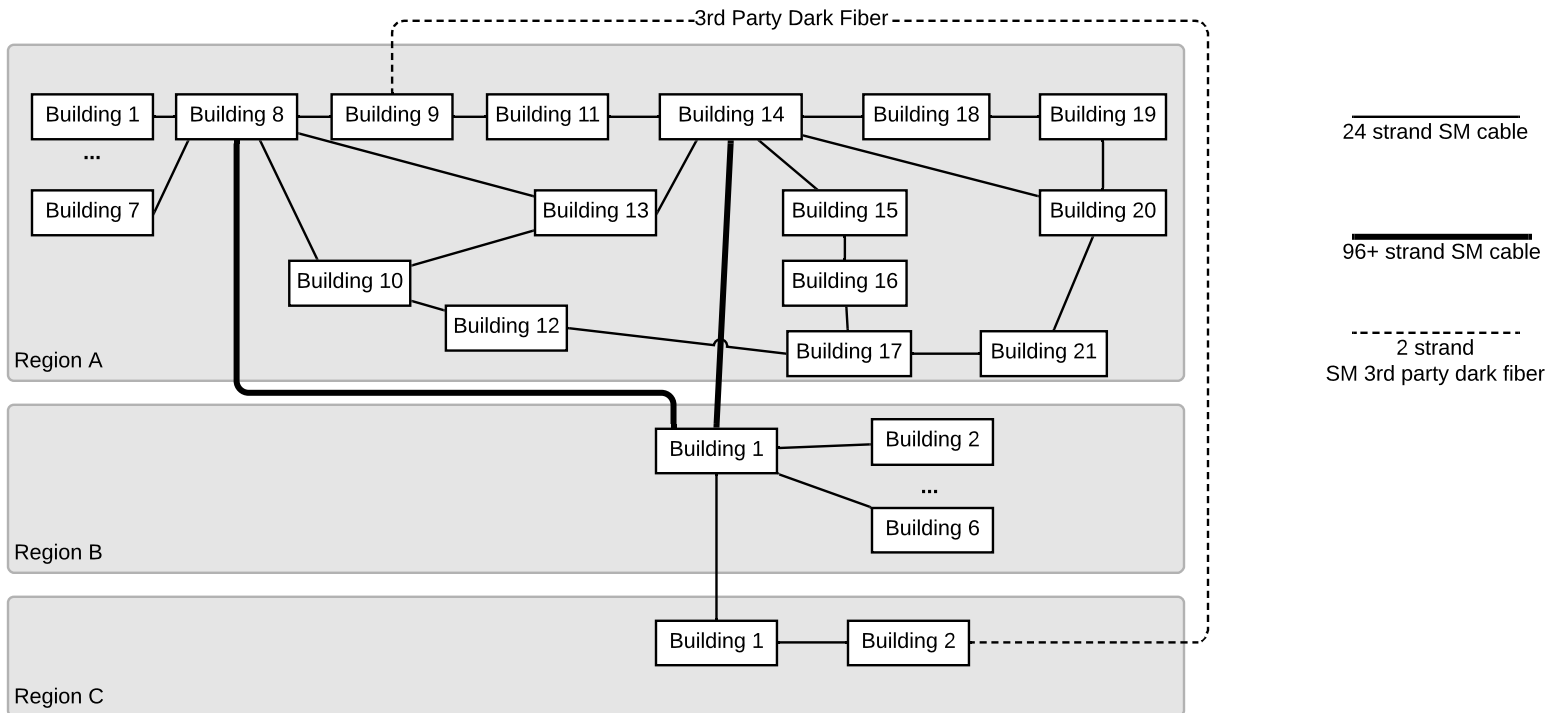 3rd Party Dark Fiber
Building 1
Building 8
Building 9
Building 11
Building 14
Building 18
Building 19
...
Building 7
Building 13
Building 15
Building 20
Building 10
Building 16
Building 12
Building 17
Building 21
Region A
Building 1
Building 2
...
Building 6
Region B
Building 1
Building 2
Region C
24 strand SM cable
96+ strand SM cable
2 strand
SM 3rd party dark fiber